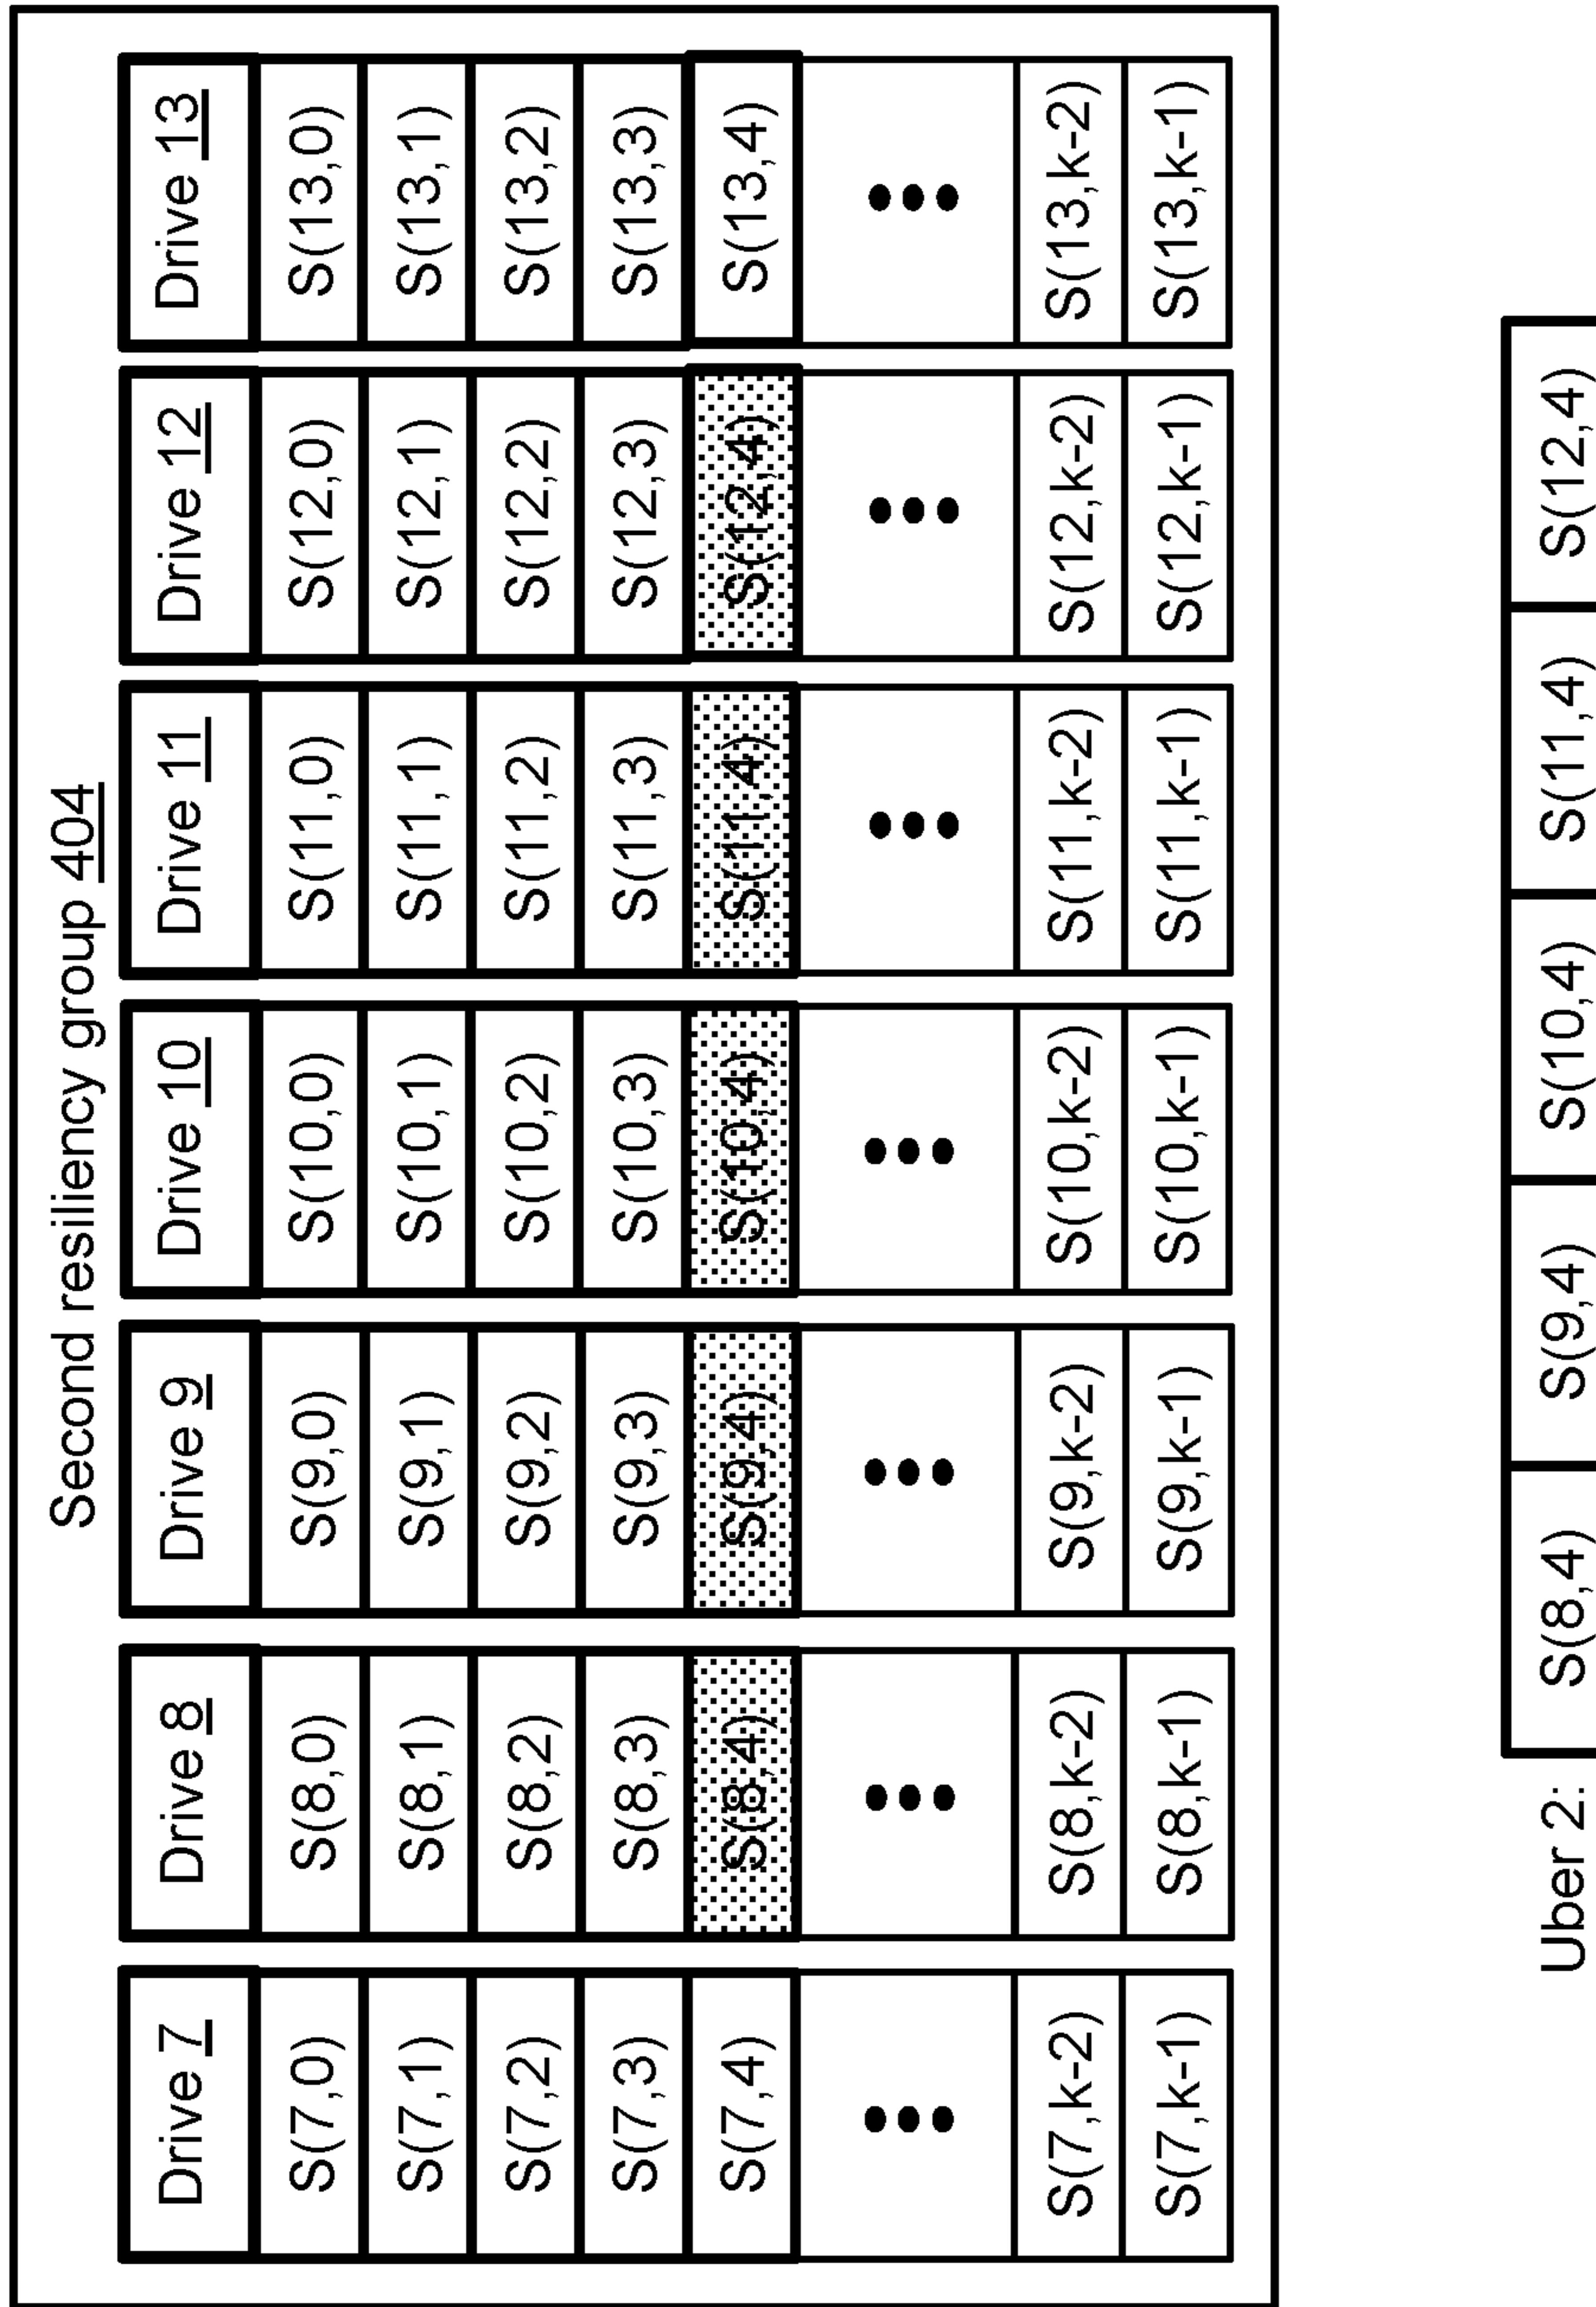 Second resiliency group 404
Drive 7 Drive 8 Drive 9 Drive 10 Drive 11 Drive 12 Drive 13
S(7,0) S(8,0) S(9,0) S(10,0) S(11,0) S(12,0) S(13,0)
S(7,1) S(8,1) S(9,1) S(10,1) S(11,1) S(12,1) S(13,1)
S(7,2) S(8,2) S(9,2) S(10,2) S(11,2) S(12,2) S(13,2)
S(7,3) S(8,3) S(9,3) S(10,3) S(11,3) S(12,3) S(13,3)
S(7,4) S(8,4) S(9,4) S(10,4) S(11,4) S(12,4) S(13,4)
S(7,k-2) S(8,k-2) S(9,k-2) S(10,k-2) S(11,k-2) S(12,k-2) S(13,k-2)
S(7,k-1) S(8,k-1) S(9,k-1) S(10,k-1) S(11,k-1) S(12,k-1) S(13,k-1)
Uber 2: S(8,4) S(9,4) S(10,4) S(11,4) S(12,4)